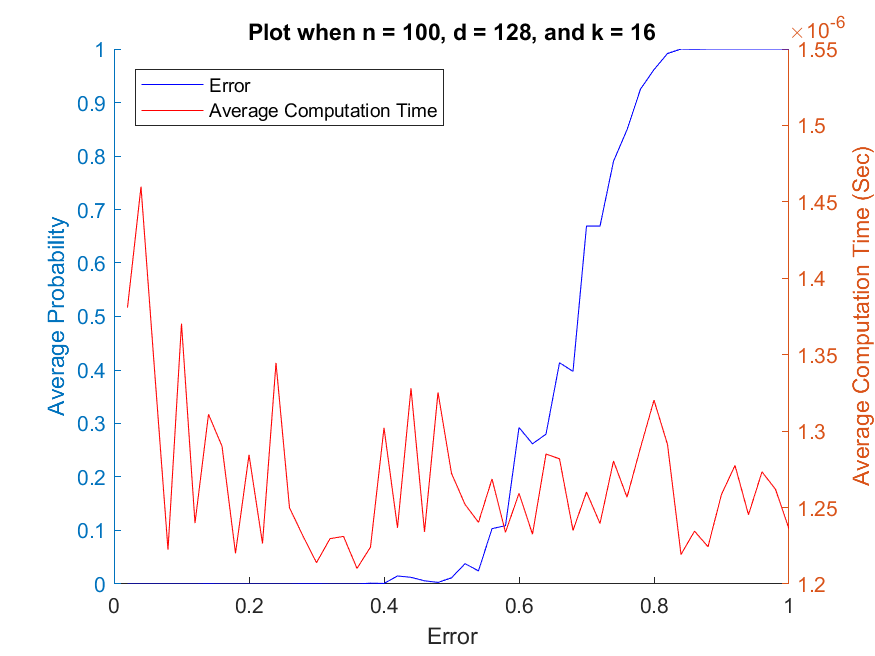 Plot when n = 100, d = 128, and k = 16
×10-6
Error
Average Computation Time
Average Probability
1
0.9
0.8
0.7
0.6
0.5
0.4
0.3
0.2
0.1
0
1.55
1.5
1.45
1.4
1.35
1.3
1.25
1.2
Average Computation Time (Sec)
0 0.2 0.4 0.6 0.8 1
Error